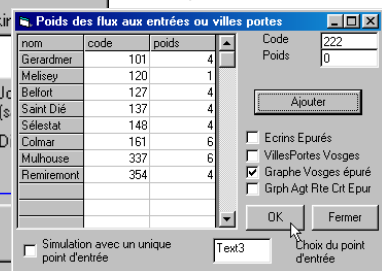 Poids des flux aux entrées ou villes portes
nom code poids
Gerardmer 101 4
Melisey 120 1
Belfort 127 4
Saint Dié 137 4
Sélestat 148 4
Colmar 161 6
Mulhouse 337 6
Remiremont 354 4
Code 222
Poids 0
Ajouter
Ecrins Epurés
VillesPortes Vosges
Graphe Vosges épuré
Grph Agt Rte Crt Epur
OK Fermer
Simulation avec un unique
point d'entrée
Text3
Choix du point
d'entrée